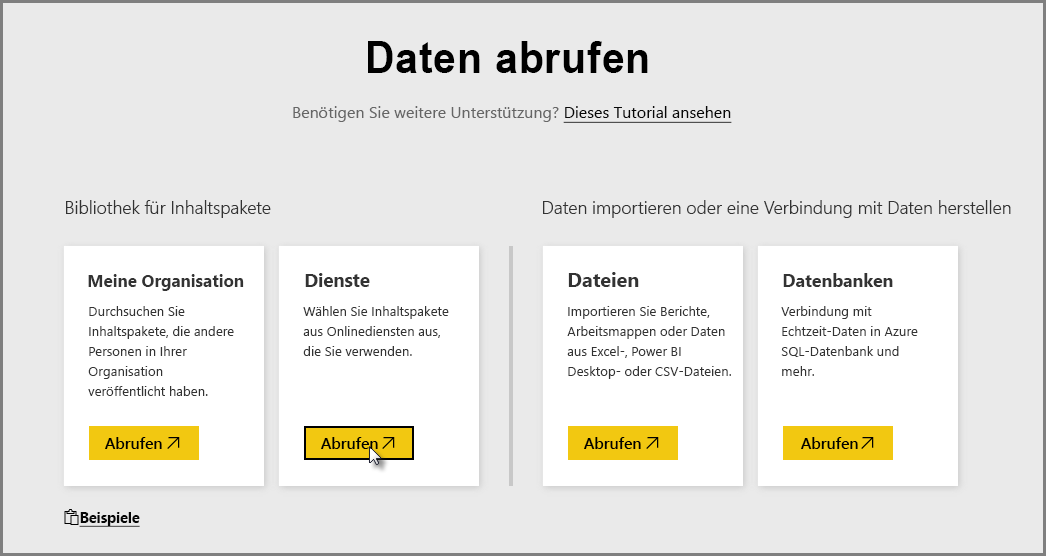 Daten abrufen
Benötigen Sie weitere Unterstützung? Dieses Tutorial ansehen
Bibliothek für Inhaltspakete
Meine Organisation
Durchsuchen Sie
Inhaltspakete, die andere
Personen in Ihrer
Organisation
veröffentlicht haben.
Abrufen
Dienste
Wählen Sie Inhaltspakete
aus Onlinediensten aus,
die Sie verwenden.
Abrufen
Daten importieren oder eine Verbindung mit Daten herstellen
Dateien
Importieren Sie Berichte,
Arbeitsmappen oder Daten
aus Excel-, Power BI
Desktop- oder CSV-Dateien.
Abrufen
Datenbanken
Verbindung mit
Echtzeit-Daten in Azure
SQL-Datenbank und
mehr.
Abrufen
Beispiele